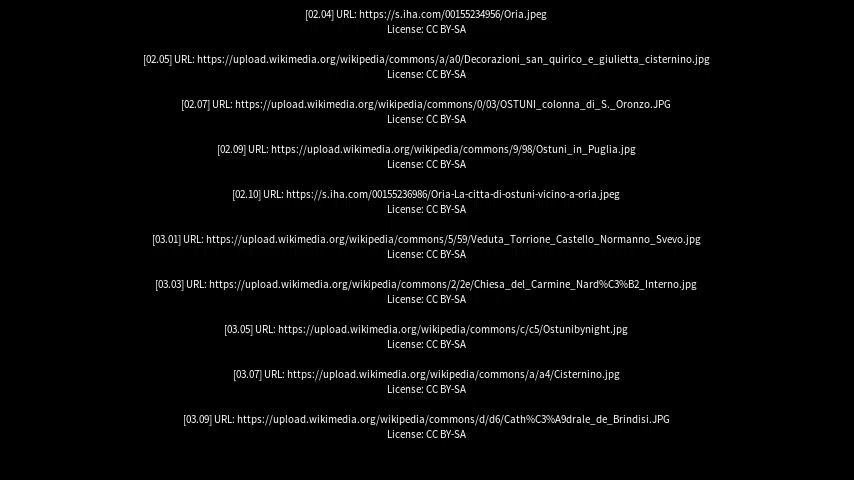 [02.04] URL: https://s.iha.com/00155234956/Oria.jpeg
License: CC BY-SA
[02.05] URL: https://upload.wikimedia.org/wikipedia/commons/a/a0/Decorazioni_san_quirico_e_giulietta_cisternino.jpg
License: CC BY-SA
[02.07] URL: https://upload.wikimedia.org/wikipedia/commons/0/03/OSTUNI_colonna_di_S._Oronzo.JPG
License: CC BY-SA
[02.09] URL: https://upload.wikimedia.org/wikipedia/commons/9/98/Ostuni_in_Puglia.jpg
License: CC BY-SA
[02.10] URL: https://s.iha.com/00155236986/Oria-La-citta-di-ostuni-vicino-a-oria.jpeg
License: CC BY-SA
[03.01] URL: https://upload.wikimedia.org/wikipedia/commons/5/59/Veduta_Torrione_Castello_Normanno_Svevo.jpg
License: CC BY-SA
[03.03] URL: https://upload.wikimedia.org/wikipedia/commons/2/2e/Chiesa_del_Carmine_Nard%C3%B2_Interno.jpg
License: CC BY-SA
[03.05] URL: https://upload.wikimedia.org/wikipedia/commons/c/c5/Ostunibynight.jpg
License: CC BY-SA
[03.07] URL: https://upload.wikimedia.org/wikipedia/commons/a/a4/Cisternino.jpg
License: CC BY-SA
[03.09] URL: https://upload.wikimedia.org/wikipedia/commons/d/d6/Cath%C3%A9drale_de_Brindisi.JPG
License: CC BY-SA